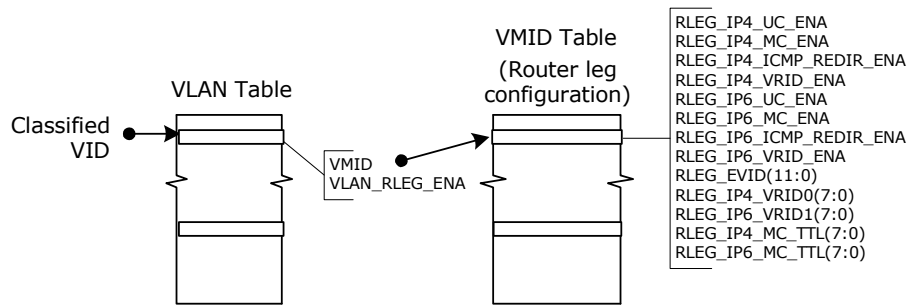 Classified
VID
VLAN Table
VMID
VLAN_RLEG_ENA
VMID Table
(Router leg
configuration)
RLEG_IP4_UC_ENA
RLEG_IP4_MC_ENA
RLEG_IP4_ICMP_REDIR_ENA
RLEG_IP4_VRID_ENA
RLEG_IP6_UC_ENA
RLEG_IP6_MC_ENA
RLEG_IP6_ICMP_REDIR_ENA
RLEG_IP6_VRID_ENA
RLEG_EVID(11:0)
RLEG_IP4_VRID0(7:0)
RLEG_IP6_VRID1(7:0)
RLEG_IP4_MC_TTL(7:0)
RLEG_IP6_MC_TTL(7:0)